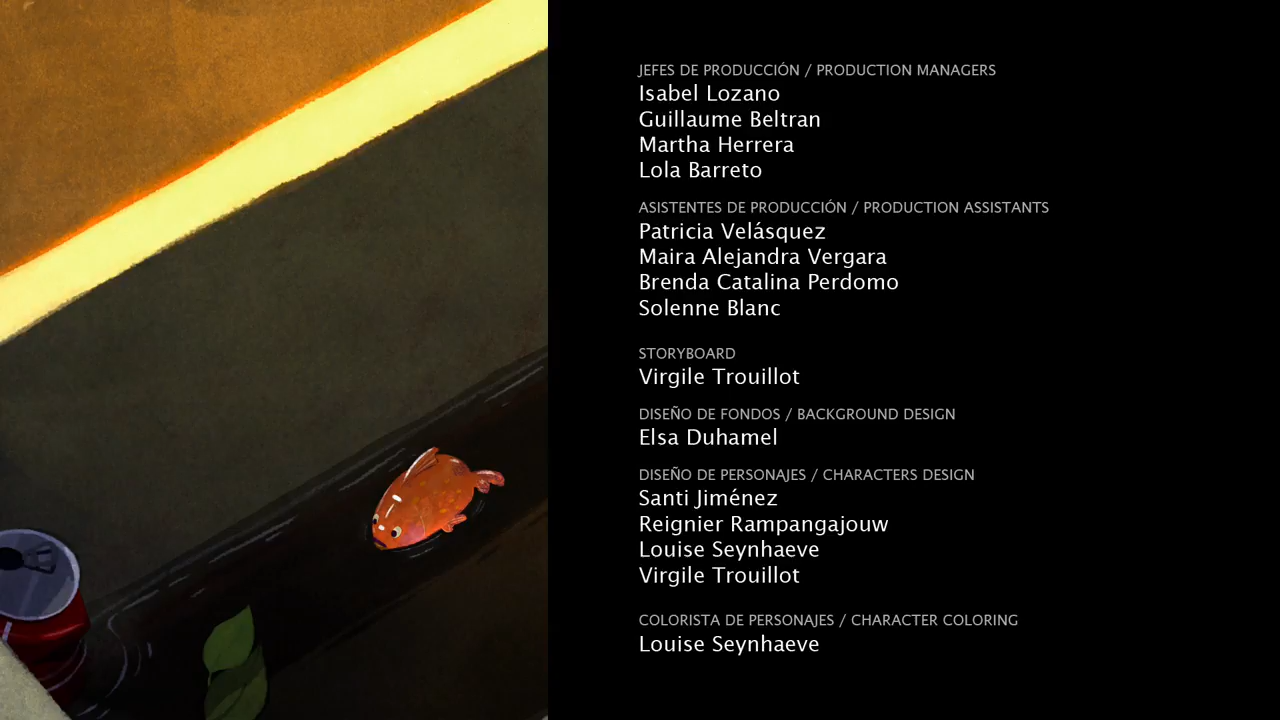 JEFES DE PRODUCCIÓN / PRODUCTION MANAGERS
Isabel Lozano
Guillaume Beltran
Martha Herrera
Lola Barreto
ASISTENTES DE PRODUCCIÓN / PRODUCTION ASSISTANTS
Patricia Velásquez
Maira Alejandra Vergara
Brenda Catalina Perdomo
Solenne Blanc
STORYBOARD
Virgile Trouillot
DISEÑO DE FONDOS / BACKGROUND DESIGN
Elsa Duhamel
DISEÑO DE PERSONAJES / CHARACTERS DESIGN
Santi Jiménez
Reignier Rampangajouw
Louise Seynhaeve
Virgile Trouillot
COLORISTA DE PERSONAJES / CHARACTER COLORING
Louise Seynhaeve